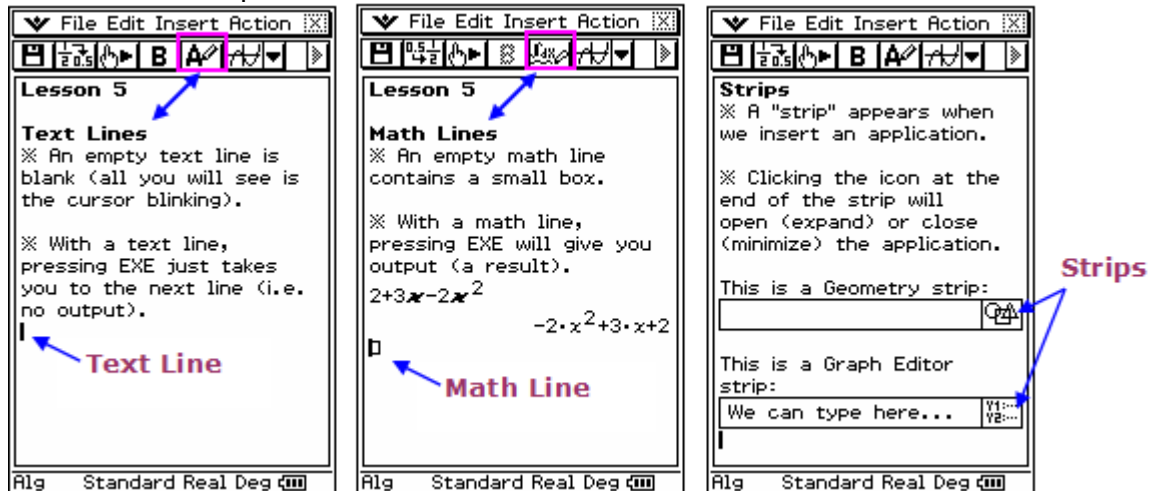 File Edit Insert Action
B A
Lesson 5
Text Lines
※ An empty text line is
blank (all you will see is
the cursor blinking).
※ With a text line,
pressing EXE just takes
you to the next line (i.e.
no output).
Text Line
Alg Standard Real Deg
File Edit Insert Action
Lesson 5
Math Lines
※ An empty math line
contains a small box.
※ With a math line,
pressing EXE will give you
output (a result).
2+3x-2x²
-2·x²+3·x+2
Math Line
Alg Standard Real Deg
File Edit Insert Action
B A
Strips
※ A "strip" appears when
we insert an application.
※ Clicking the icon at the
end of the strip will
open (expand) or close
(minimize) the application.
This is a Geometry strip:
This is a Graph Editor
strip:
We can type here...
Y1:...
Y2:...
Strips
Alg Standard Real Deg